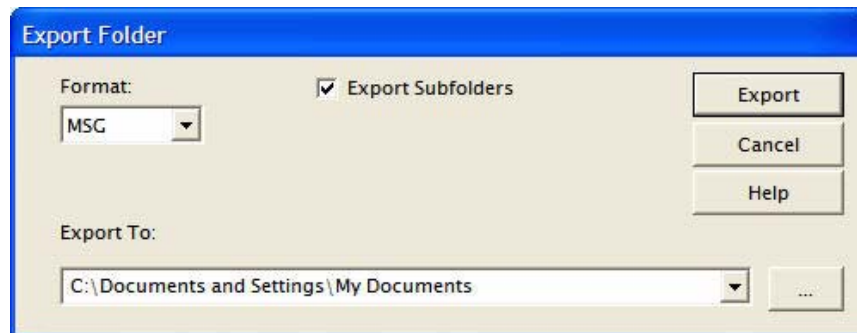 Export Folder
Format:
Export Subfolders
MSG
Export
Cancel
Help
Export To:
C:\Documents and Settings\My Documents
...